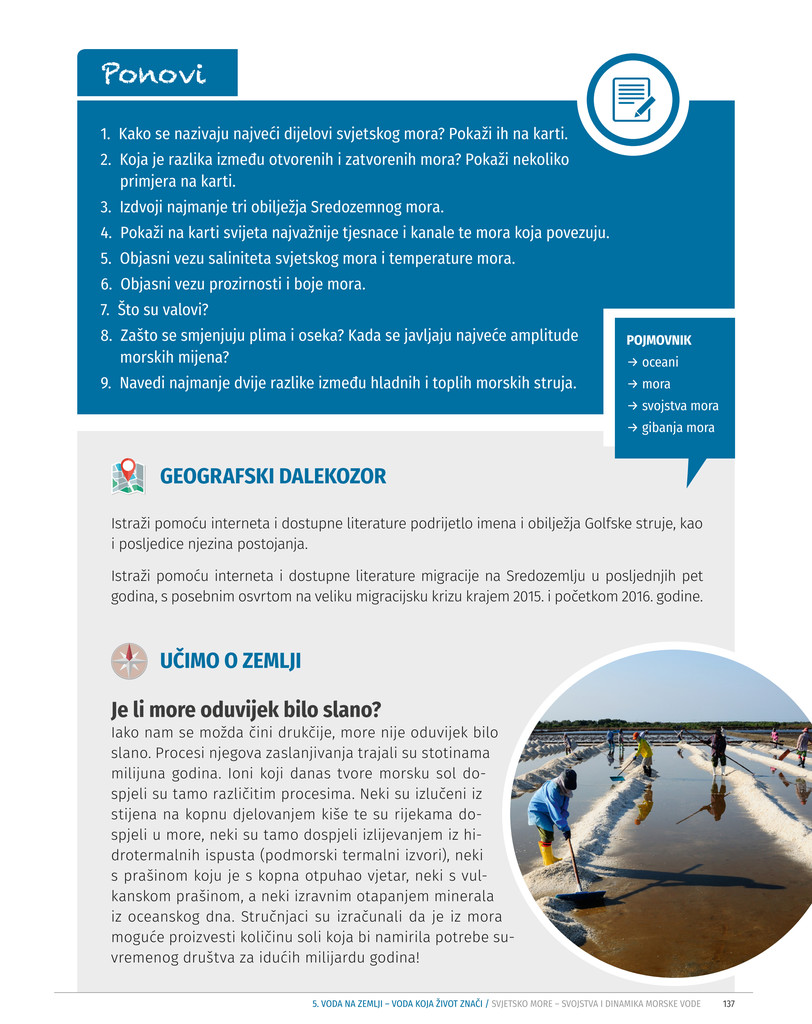 Ponovi
1. Kako se nazivaju najveći dijelovi svjetskog mora? Pokaži ih na karti.
2. Koja je razlika između otvorenih i zatvorenih mora? Pokaži nekoliko
primjera na karti.
3. Izdvoji najmanje tri obilježja Sredozemnog mora.
4. Pokaži na karti svijeta najvažnije tjesnace i kanale te mora koja povezuju.
5. Objasni vezu saliniteta svjetskog mora i temperature mora.
6. Objasni vezu prozirnosti i boje mora.
7. Što su valovi?
8. Zašto se smjenjuju plima i oseka? Kada se javljaju najveće amplitude
morskih mijena?
9. Navedi najmanje dvije razlike između hladnih i toplih morskih struja.
POJMOVNIK
→ oceani
→ mora
→ svojstva mora
→ gibanja mora
GEOGRAFSKI DALEKOZOR
Istraži pomoću interneta i dostupne literature podrijetlo imena i obilježja Golfske struje, kao
i posljedice njezina postojanja.
Istraži pomoću interneta i dostupne literature migracije na Sredozemlju u posljednjih pet
godina, s posebnim osvrtom na veliku migracijsku krizu krajem 2015. i početkom 2016. godine.
UČIMO O ZEMLJI
Je li more oduvijek bilo slano?
Iako nam se možda čini drukčije, more nije oduvijek bilo
slano. Procesi njegova zaslanjivanja trajali su stotinama
milijuna godina. Ioni koji danas tvore morsku sol do-
spjeli su tamo različitim procesima. Neki su izlučeni iz
stijena na kopnu djelovanjem kiše te su rijekama do-
spjeli u more, neki su tamo dospjeli izlijevanjem iz hi-
drotermalnih ispusta (podmorski termalni izvori), neki
s prašinom koju je s kopna otpuhao vjetar, neki s vul-
kanskom prašinom, a neki izravnim otapanjem minerala
iz oceanskog dna. Stručnjaci su izračunali da je iz mora
moguće proizvesti količinu soli koja bi namirila potrebe su-
vremenog društva za idućih milijardu godina!
5. VODA NA ZEMLJI – VODA KOJA ŽIVOT ZNAČI / SVJETSKO MORE – SVOJSTVA I DINAMIKA MORSKE VODE 137